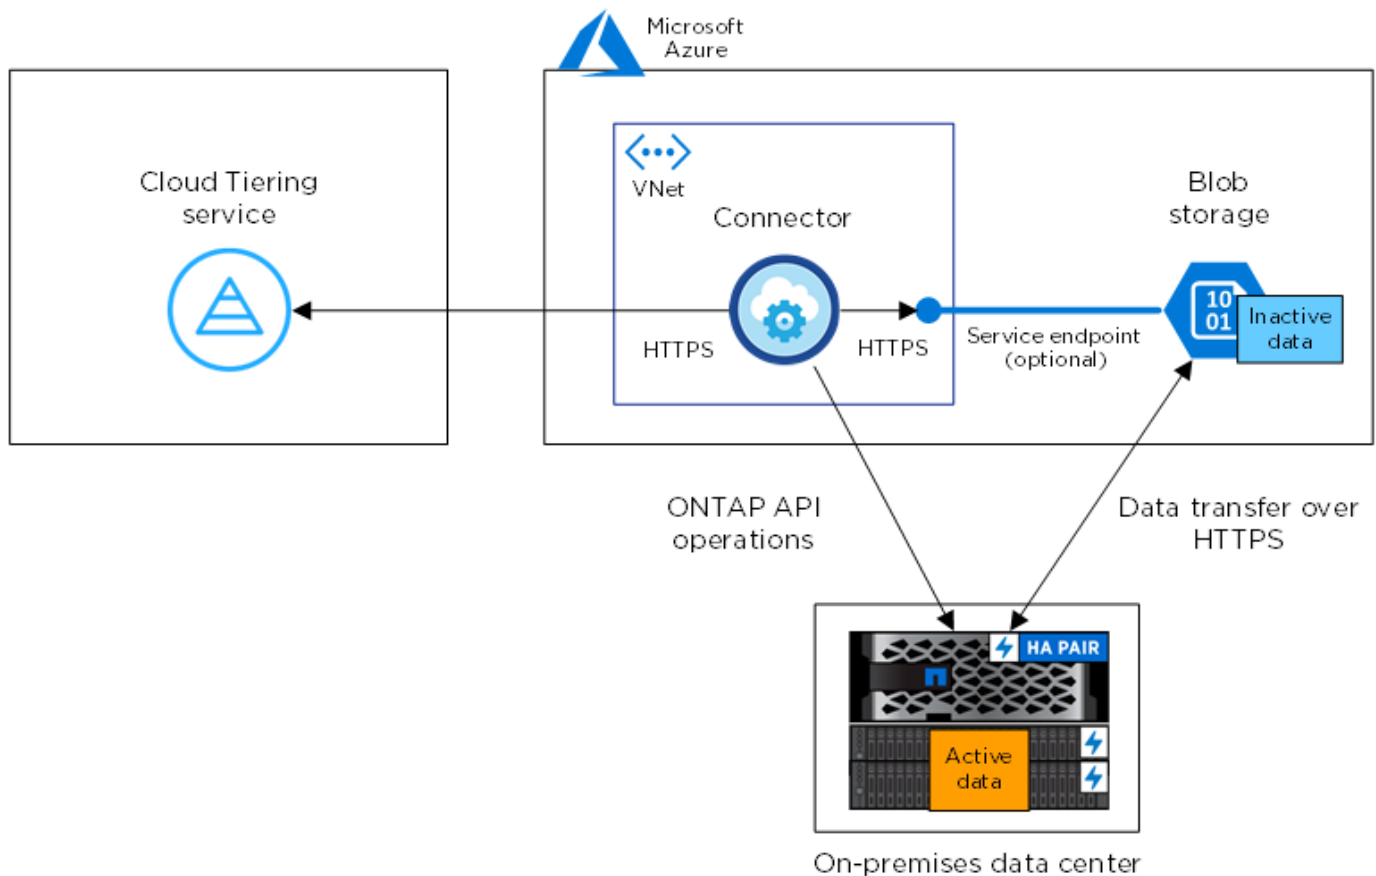 Microsoft
Azure
Cloud Tiering
service
VNet
Connector
Blob
storage
HTTPS
HTTPS
Service endpoint
(optional)
10
01
Inactive
data
ONTAP API
operations
Data transfer over
HTTPS
HA PAIR
Active
data
On-premises data center